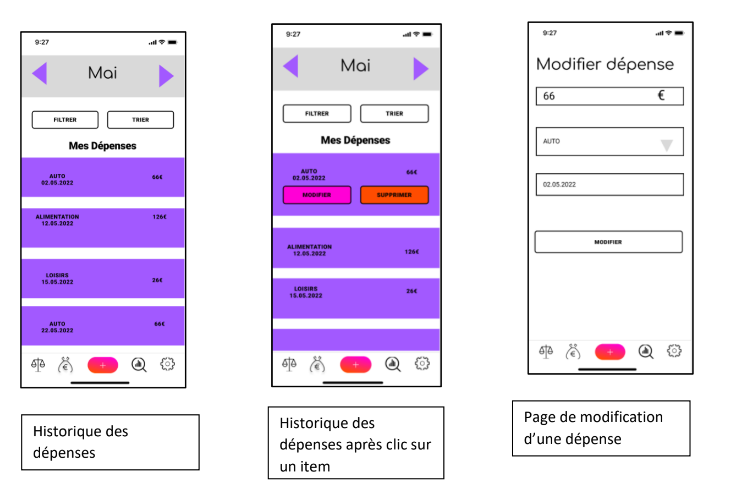 9:27
Mai
FILTRER TRIER
Mes Dépenses
AUTO 66€
02.05.2022
ALIMENTATION 126€
12.05.2022
LOISIRS
15.05.2022 26€
AUTO 66€
22.05.2022
+
Historique des
dépenses
9:27
Mai
FILTRER TRIER
Mes Dépenses
AUTO 66€
02.05.2022
MODIFIER SUPPRIMER
ALIMENTATION
12.05.2022 126€
LOISIRS 26€
15.05.2022
+
Historique des
dépenses après clic sur
un item
9:27
Modifier dépense
66 €
AUTO
02.05.2022
MODIFIER
+
Page de modification
d'une dépense